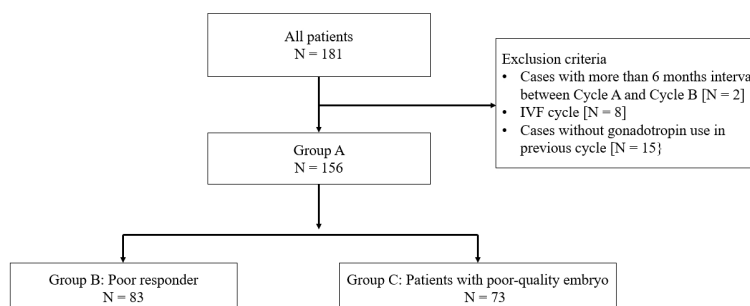 All patients
N = 181
Exclusion criteria
• Cases with more than 6 months interva
between Cycle A and Cycle B [N = 2]
• IVF cycle [N = 8]
• Cases without gonadotropin use in
previous cycle [N = 15}
Group A
N = 156
Group B: Poor responder
N = 83
Group C: Patients with poor-quality embryo
N = 73